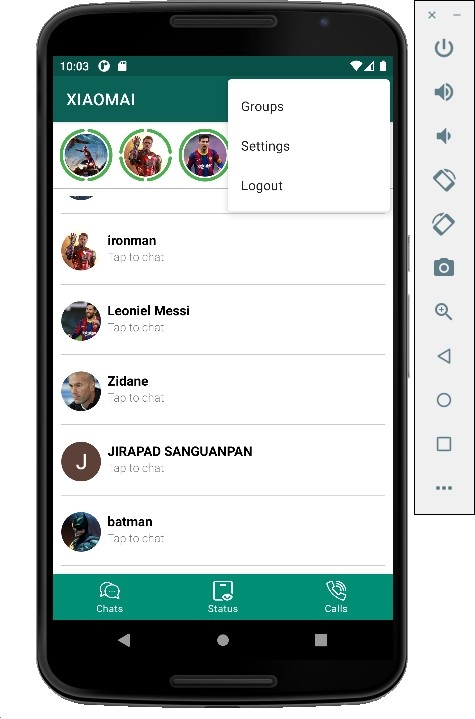 10:03
XIAOMAI
Groups
Settings
Logout
ironman
Tap to chat
Leoniel Messi
Tap to chat
Zidane
Tap to chat
J
JIRAPAD SANGUANPAN
Tap to chat
batman
Tap to chat
Chats
Status
Calls